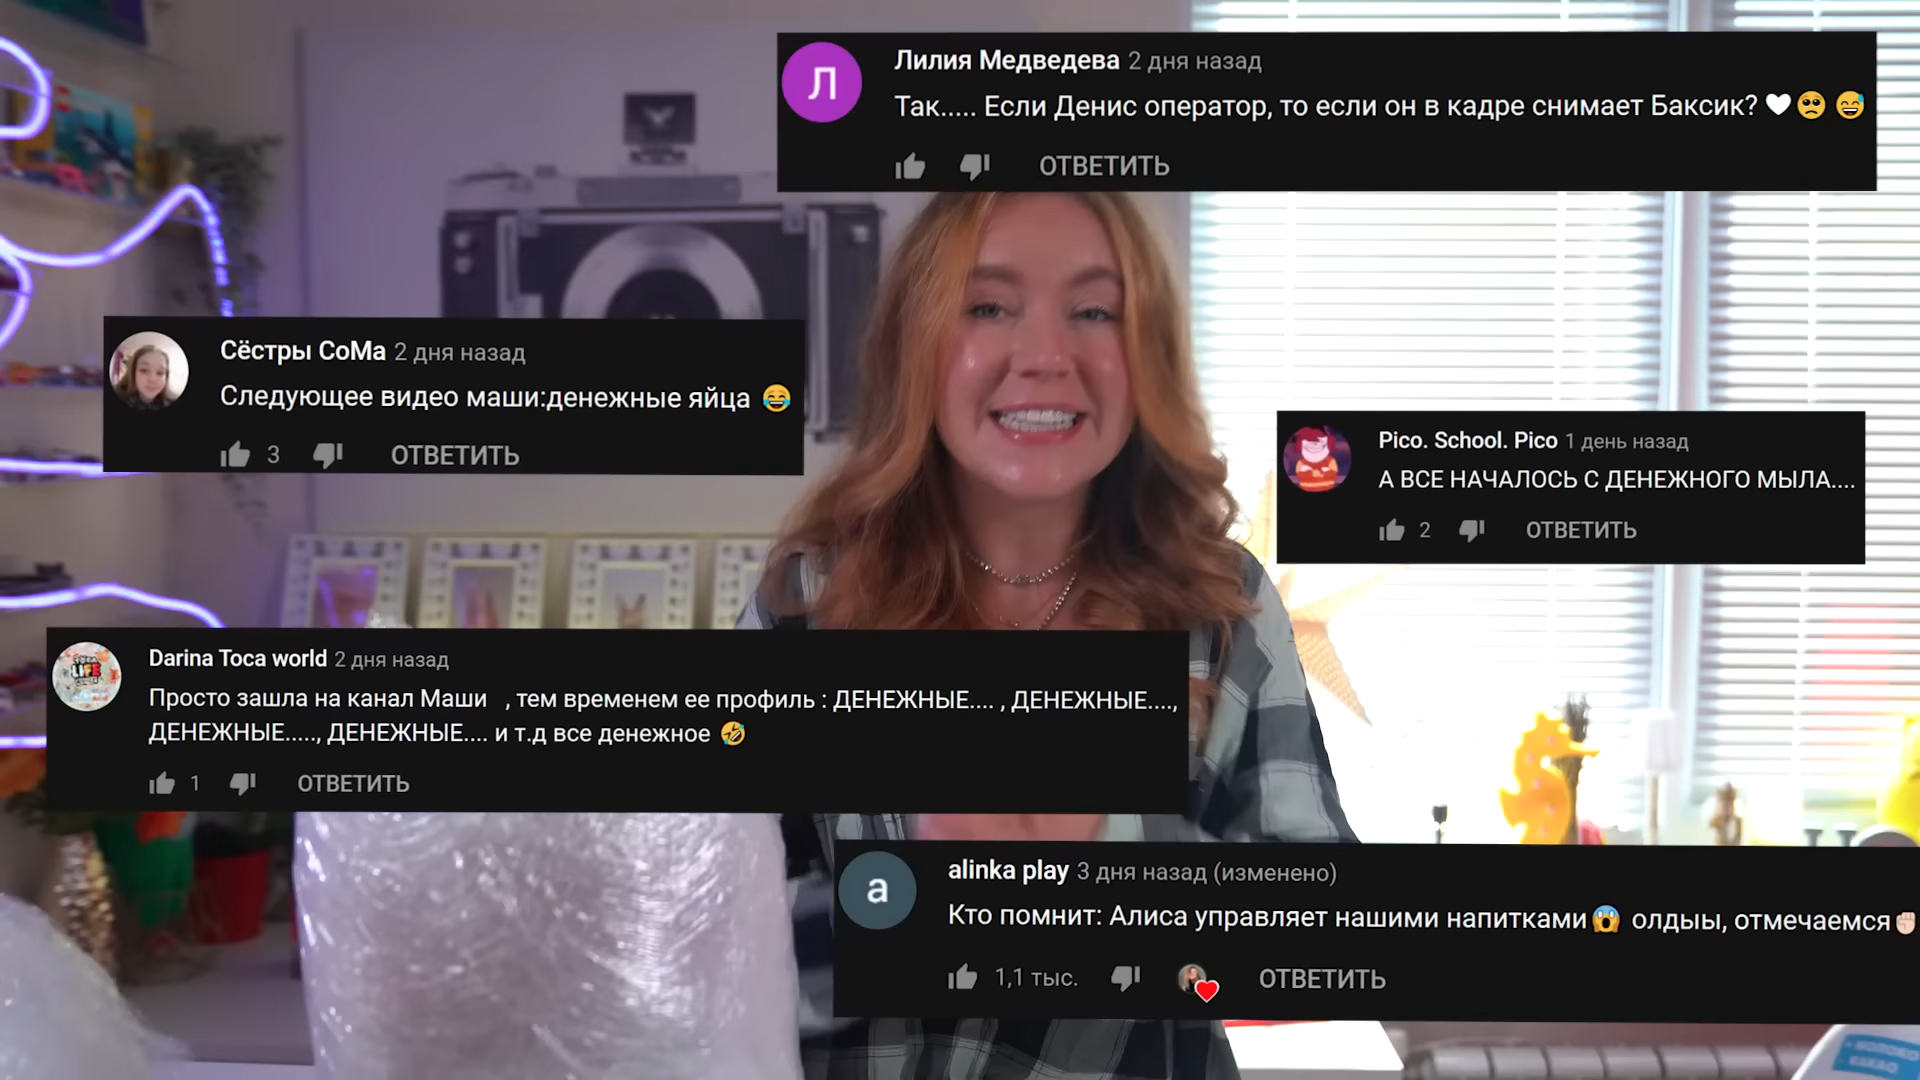 Л
Лилия Медведева 2 дня назад
Так..... Если Денис оператор, то если он в кадре снимает Баксик? 🤍🥺 😅
ОТВЕТИТЬ
Сёстры СоМа 2 дня назад
Следующее видео маши:денежные яйца 😂
3 ОТВЕТИТЬ
Pico. School. Pico 1 день назад
А ВСЕ НАЧАЛОСЬ С ДЕНЕЖНОГО МЫЛА....
2 ОТВЕТИТЬ
LIFE
Darina Toca world 2 дня назад
Просто зашла на канал Маши , тем временем ее профиль : ДЕНЕЖНЫЕ.... , ДЕНЕЖНЫЕ....,
ДЕНЕЖНЫЕ....., ДЕНЕЖНЫЕ.... и т.д все денежное 🤣
1 ОТВЕТИТЬ
a
alinka play 3 дня назад (изменено)
Кто помнит: Алиса управляет нашими напитками😱 олдыы, отмечаемся✊🏻
1,1 тыс. ОТВЕТИТЬ
МОЛОКО
КАКАО